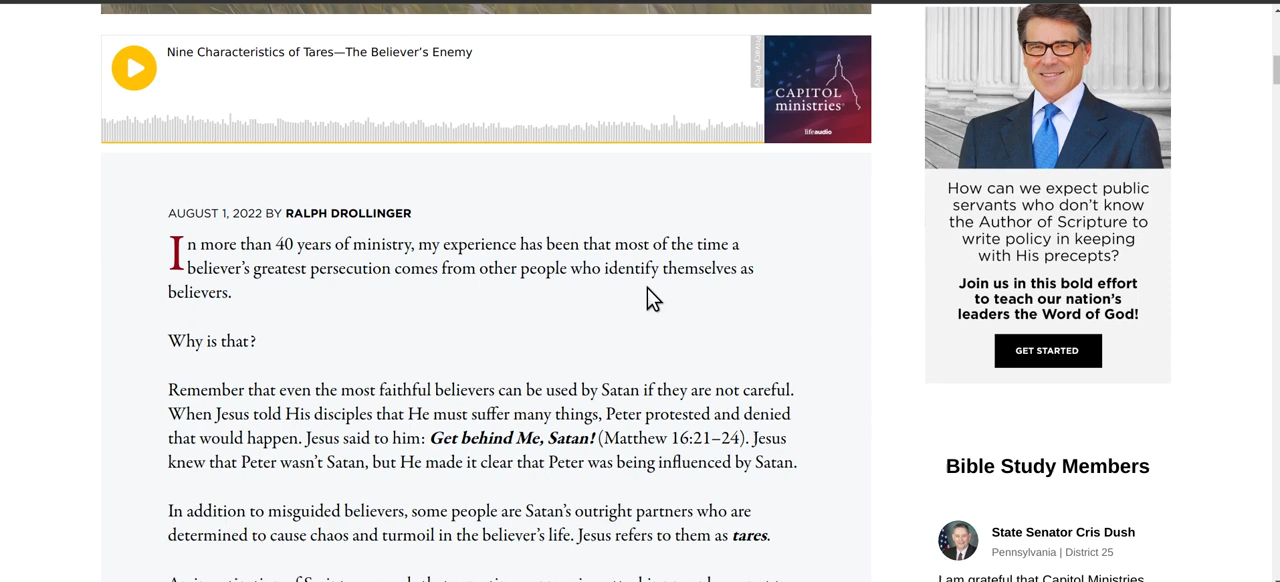 Nine Characteristics of Tares—The Believer's Enemy
Privacy Policy
CAPITOL
ministries
lifeaudio
AUGUST 1, 2022 BY RALPH DROLLINGER
In more than 40 years of ministry, my experience has been that most of the time a
believer's greatest persecution comes from other people who identify themselves as
believers.
Why is that?
Remember that even the most faithful believers can be used by Satan if they are not careful.
When Jesus told His disciples that He must suffer many things, Peter protested and denied
that would happen. Jesus said to him: Get behind Me, Satan! (Matthew 16:21–24). Jesus
knew that Peter wasn't Satan, but He made it clear that Peter was being influenced by Satan.
In addition to misguided believers, some people are Satan's outright partners who are
determined to cause chaos and turmoil in the believer's life. Jesus refers to them as tares.
How can we expect public
servants who don't know
the Author of Scripture to
write policy in keeping
with His precepts?
Join us in this bold effort
to teach our nation's
leaders the Word of God!
GET STARTED
Bible Study Members
State Senator Cris Dush
Pennsylvania | District 25
I am grateful that Capitol Ministries